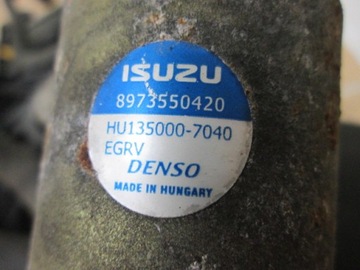 ISUZU
8973550420
HU135000-7040
EGRV
DENSO
MADE IN HUNGARY